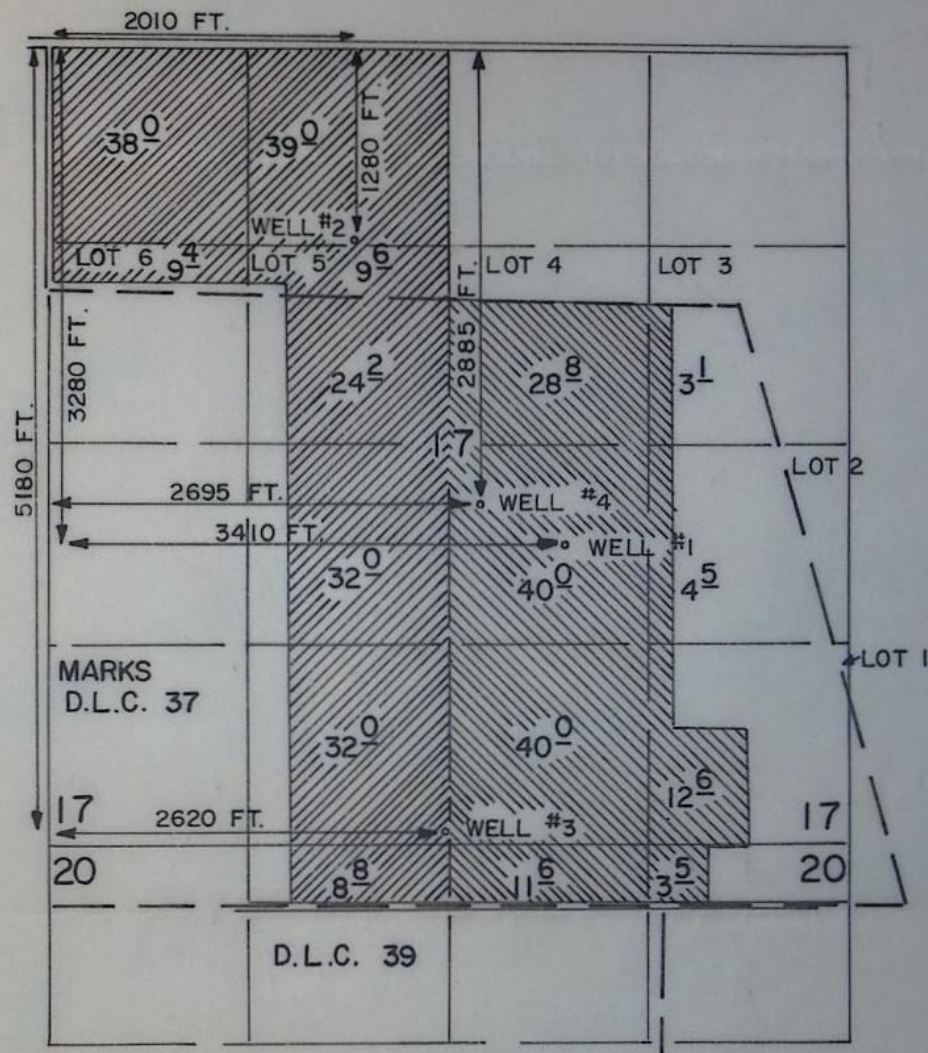 2010 FT.
38 0
39 0
1280 FT.
WELL #2
LOT 6
9 4
LOT 5
9 6
LOT 4
LOT 3
3280 FT.
2885 FT.
5180 FT.
24 2
28 8
3 1
17
LOT 2
2695 FT.
WELL #4
3410 FT.
WELL #1
32 0
40 0
4 5
MARKS
D.L.C. 37
LOT 1
32 0
40 0
12 6
17
2620 FT.
WELL #3
17
20
8 8
11 6
3 5
20
D.L.C. 39